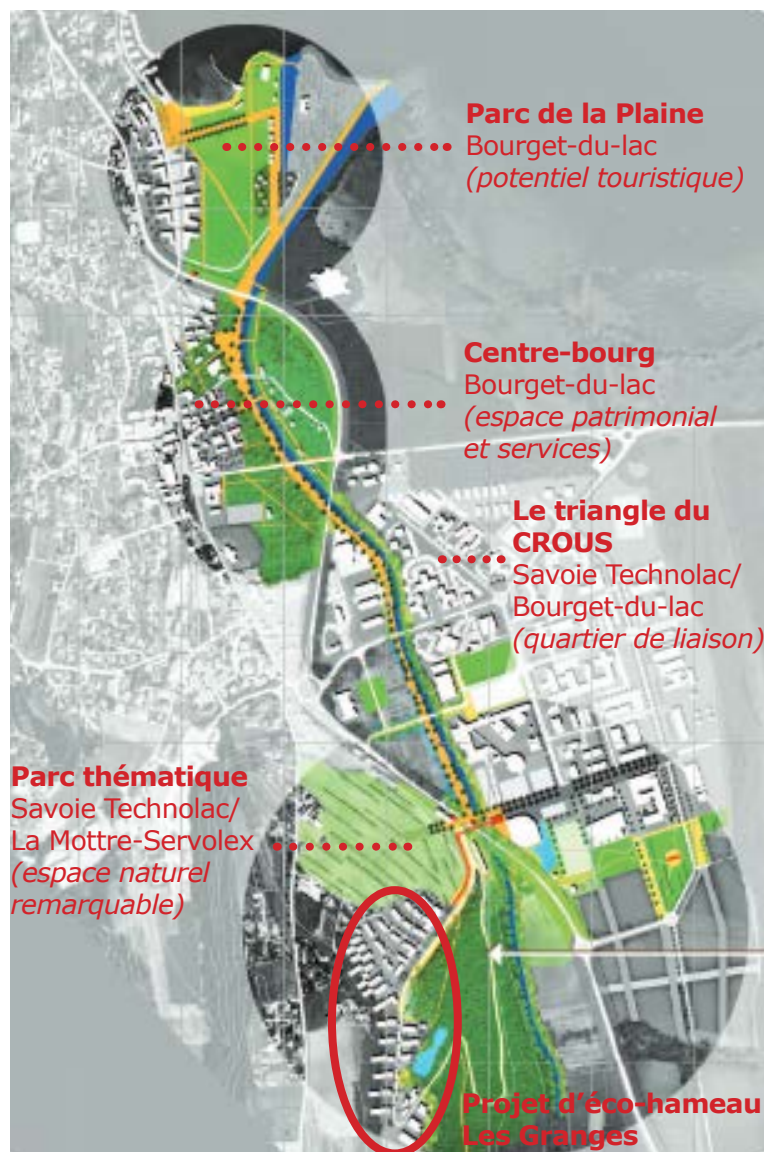 Parc de la Plaine
Bourget-du-lac
(potentiel touristique)
Centre-bourg
Bourget-du-lac
(espace patrimonial
et services)
Le triangle du
CROUS
Savoie Technolac/
Bourget-du-lac
(quartier de liaison)
Parc thématique
Savoie Technolac/
La Mottre-Servolex
(espace naturel
remarquable)
Projet d’éco-hameau
Les Granges